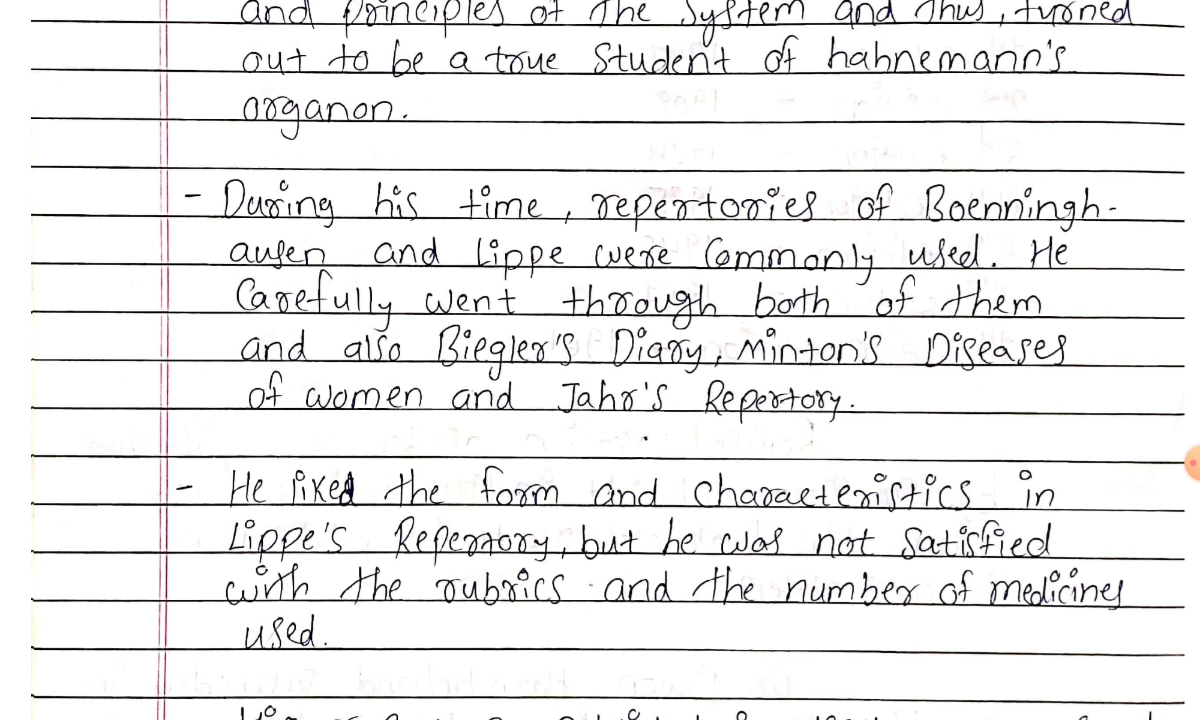 and principles of the System and thus, turned
out to be a true Student of hahnemann's
organon.
- During his time, repertories of Boenningh-
ausen and Lippe were Commonly used. He
Carefully went through both of them
and also Biegler's Diary, Minton's Diseases
of women and Jahr's Repertory.
- He liked the form and characteristics in
Lippe's Repertory, but he was not Satisfied
with the rubrics and the number of medicines
used.